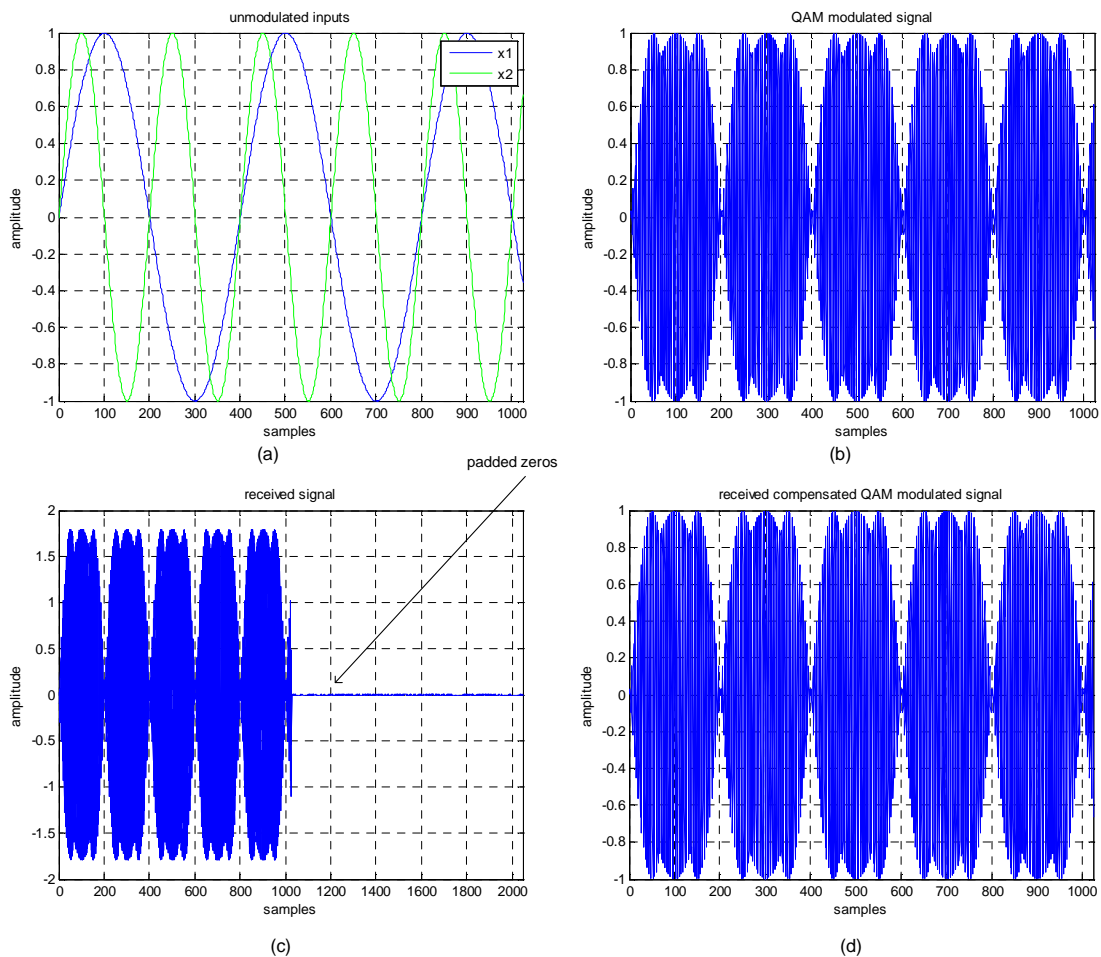 unmodulated inputs
1
0.8
0.6
0.4
0.2
0
-0.2
-0.4
-0.6
-0.8
-1
amplitude
x1
x2
0 100 200 300 400 500 600 700 800 900 1000
samples
(a)
QAM modulated signal
1
0.8
0.6
0.4
0.2
0
-0.2
-0.4
-0.6
-0.8
-1
amplitude
0 100 200 300 400 500 600 700 800 900 1000
samples
(b)
padded zeros
received signal
2
1.5
1
0.5
0
-0.5
-1
-1.5
-2
amplitude
0 200 400 600 800 1000 1200 1400 1600 1800 2000
samples
(c)
received compensated QAM modulated signal
1
0.8
0.6
0.4
0.2
0
-0.2
-0.4
-0.6
-0.8
-1
amplitude
0 100 200 300 400 500 600 700 800 900 1000
samples
(d)